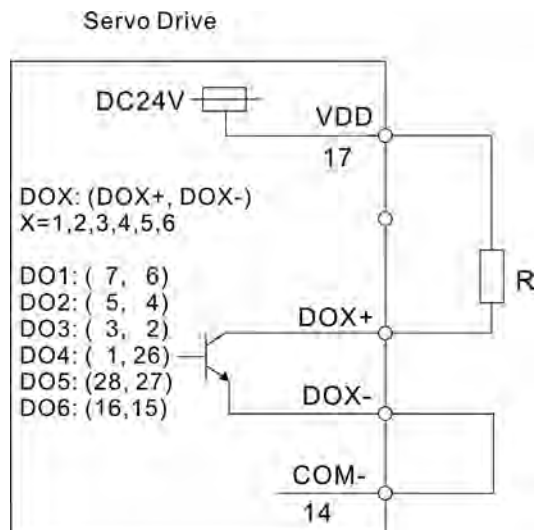 Servo Drive
DC24V
VDD
17
DOX: (DOX+, DOX-)
X=1,2,3,4,5,6
R
DO1: ( 7, 6)
DO2: ( 5, 4)
DO3: ( 3, 2)
DO4: ( 1, 26)
DO5: (28, 27)
DO6: (16,15)
DOX+
DOX-
COM-
14